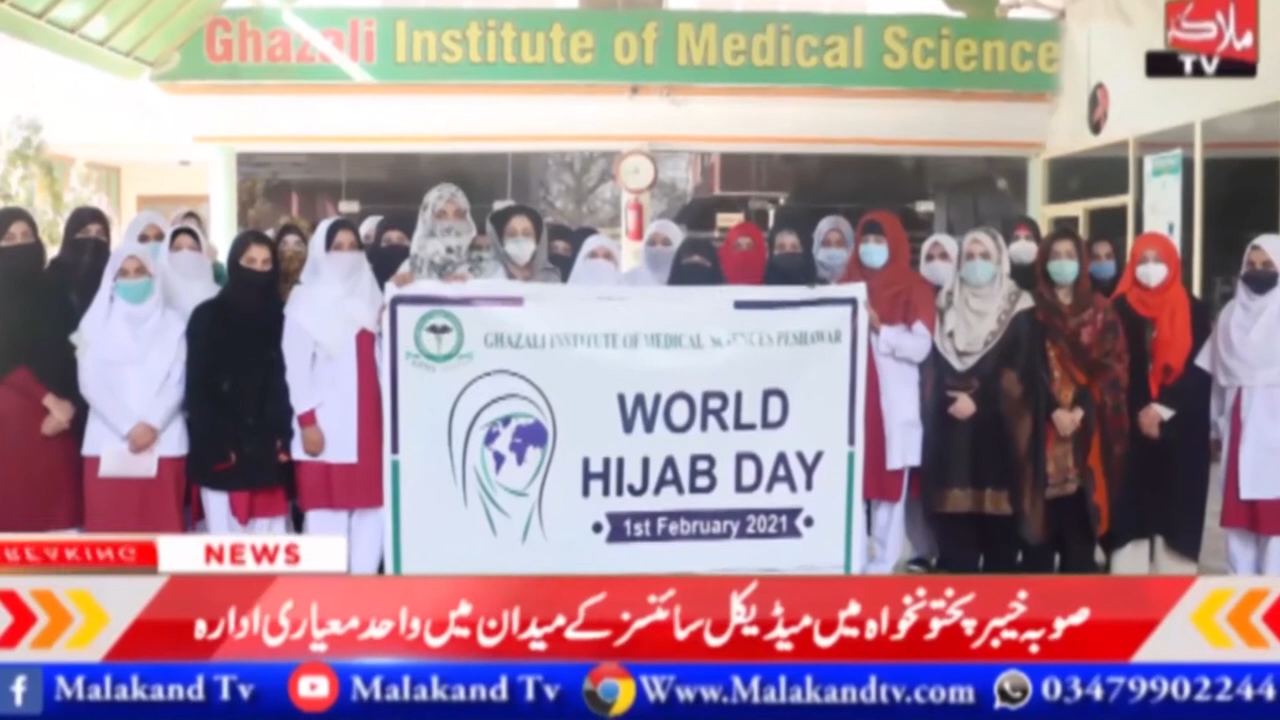 Ghazali Institute of Medical Science
ملاکنڈ
TV
GHAZALI INSTITUTE OF MEDICAL SCIENCES PESHAWAR
WORLD
HIJAB DAY
1st February 2021
BREAKING NEWS
صوبہ خیبر پختونخواہ میں میڈیکل سائنسز کے میدان میں واحد معیاری ادارہ
Malakand Tv Malakand Tv Www.Malakandtv.com 03479902244